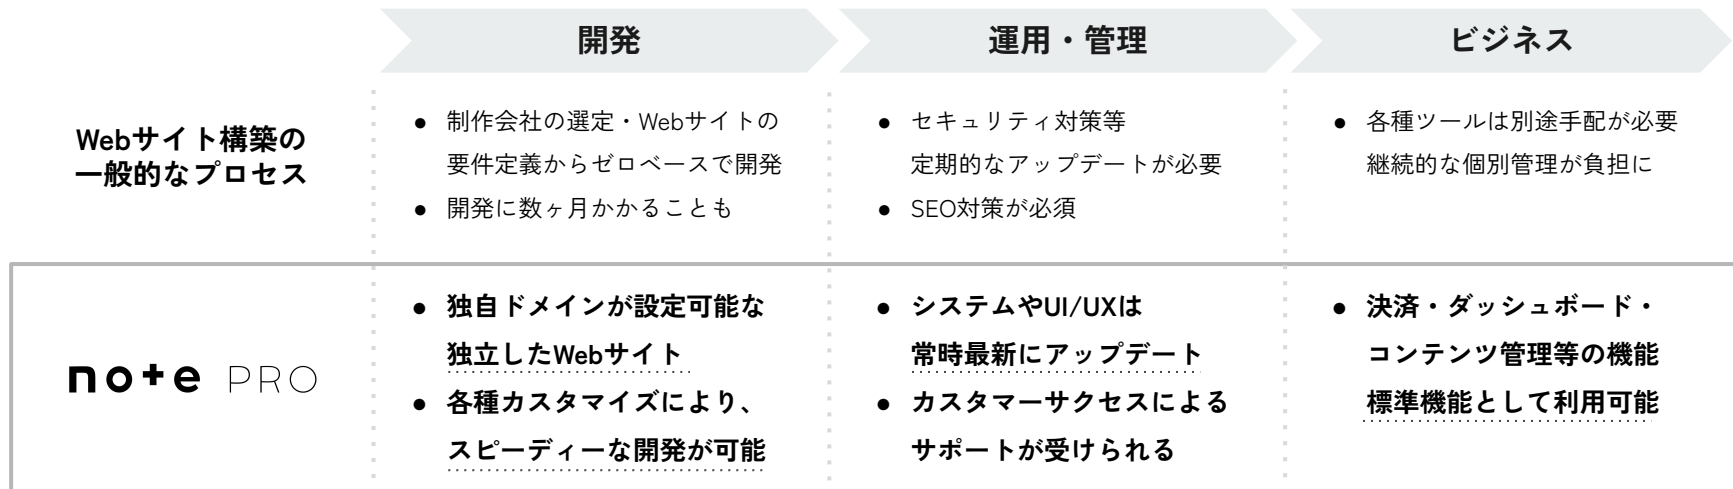 開発
運用・管理
ビジネス
Webサイト構築の
一般的なプロセス
● 制作会社の選定・Webサイトの
要件定義からゼロベースで開発
● 開発に数ヶ月かかることも
● セキュリティ対策等
定期的なアップデートが必要
● SEO対策が必須
● 各種ツールは別途手配が必要
継続的な個別管理が負担に
note PRO
● 独自ドメインが設定可能な
独立したWebサイト
● 各種カスタマイズにより、
スピーディーな開発が可能
● システムやUI/UXは
常時最新にアップデート
● カスタマーサクセスによる
サポートが受けられる
● 決済・ダッシュボード・
コンテンツ管理等の機能
標準機能として利用可能